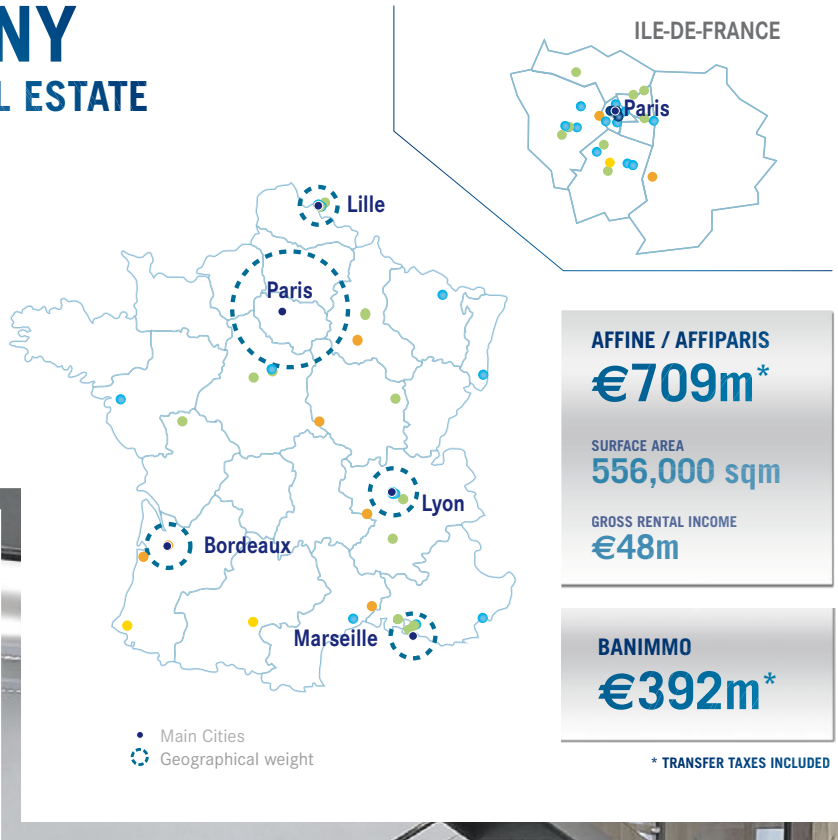 NY
L ESTATE
ILE-DE-FRANCE
Paris
Lille
Paris
Lyon
Bordeaux
Marseille
Main Cities
Geographical weight
AFFINE / AFFIPARIS
€709m*
SURFACE AREA
556,000 sqm
GROSS RENTAL INCOME
€48m
BANIMMO
€392m*
* TRANSFER TAXES INCLUDED